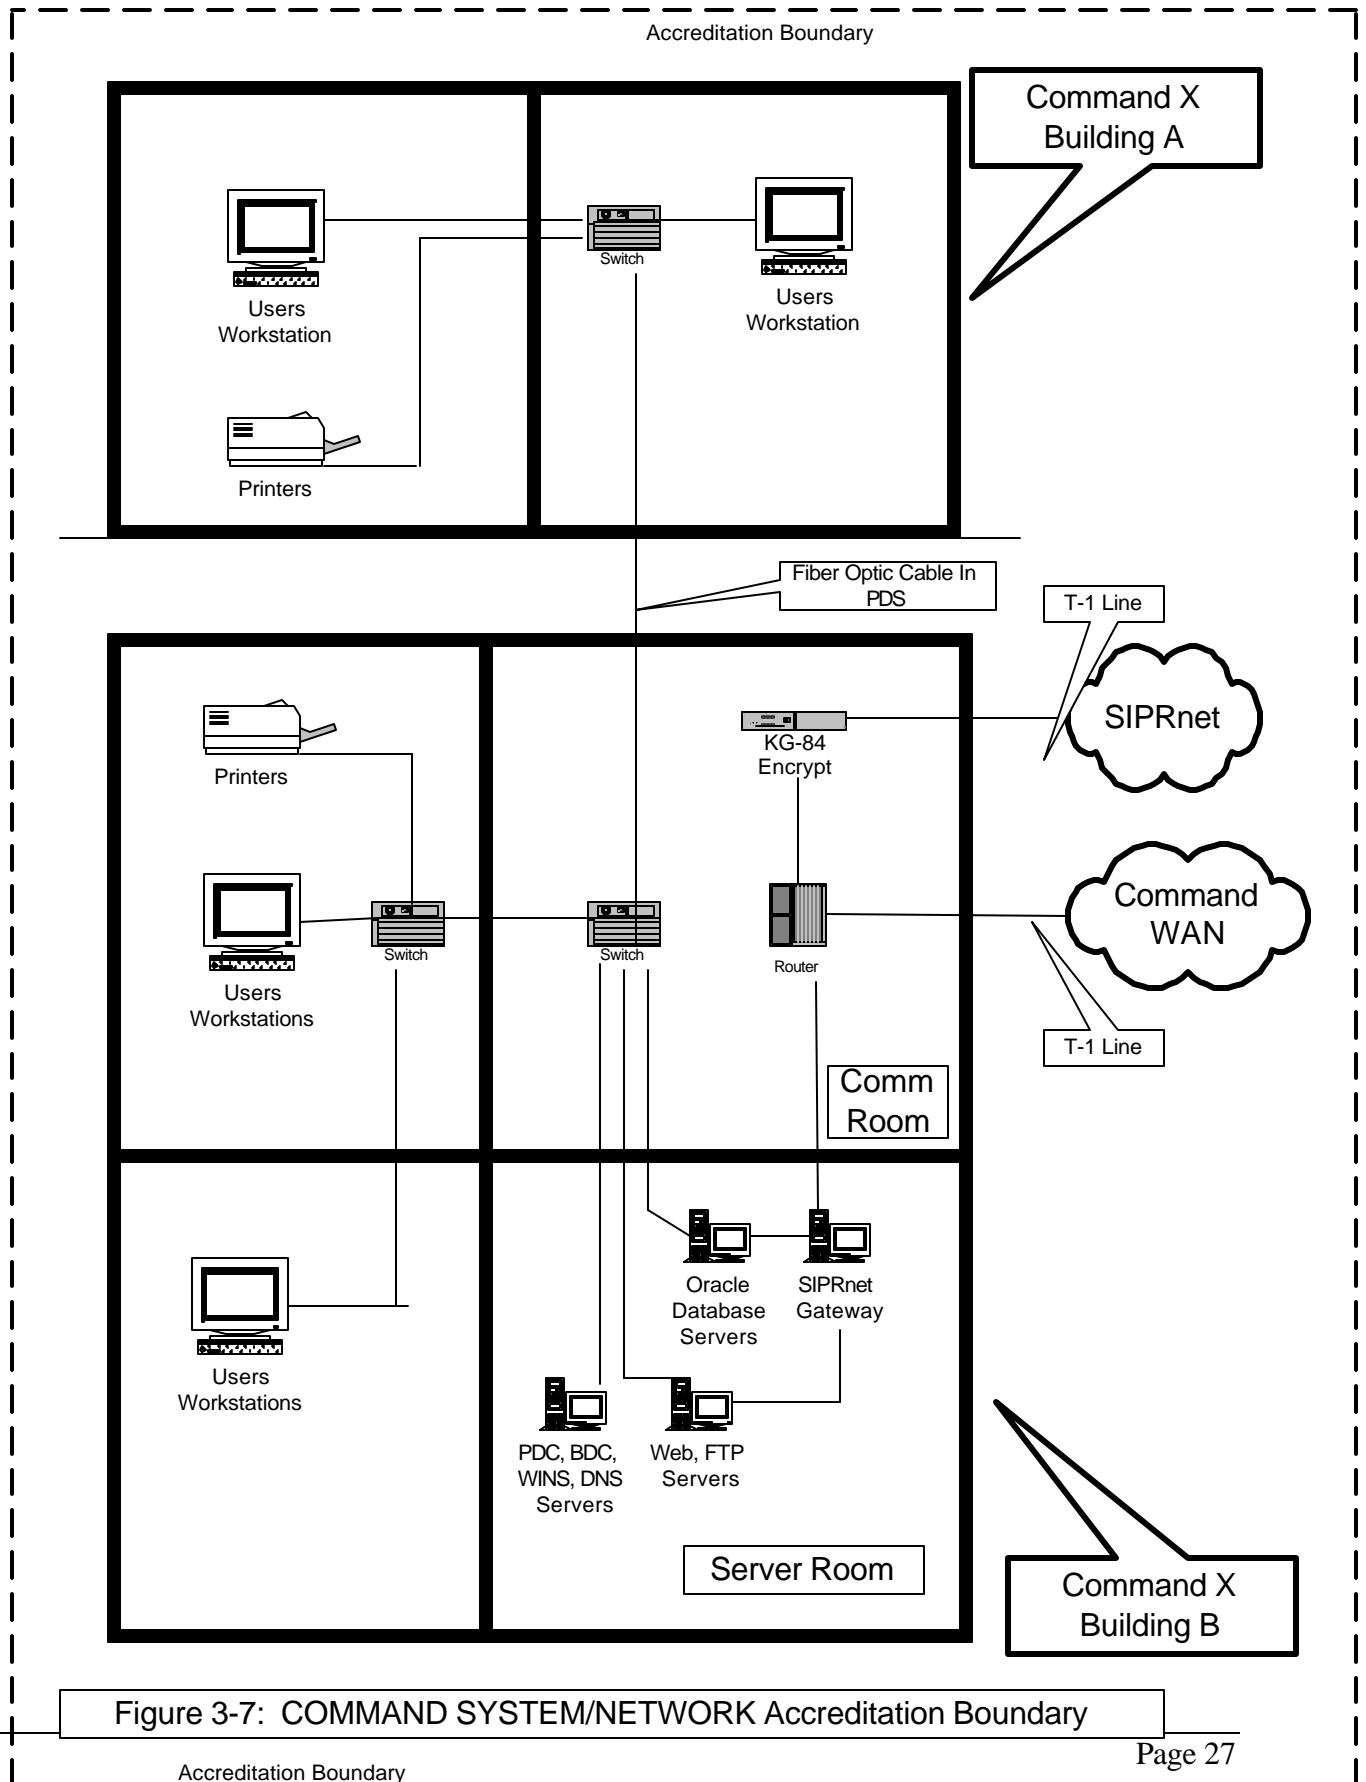 Accreditation Boundary
Command X
Building A
Switch
Users
Workstation
Users
Workstation
Printers
Fiber Optic Cable In
PDS
T-1 Line
SIPRnet
KG-84
Encrypt
Printers
Command
WAN
Switch
Switch
Router
Users
Workstations
T-1 Line
Comm
Room
Oracle
Database
Servers
SIPRnet
Gateway
Users
Workstations
PDC, BDC,
WINS, DNS
Servers
Web, FTP
Servers
Server Room
Command X
Building B
Figure 3-7: COMMAND SYSTEM/NETWORK Accreditation Boundary
Page 27
Accreditation Boundary